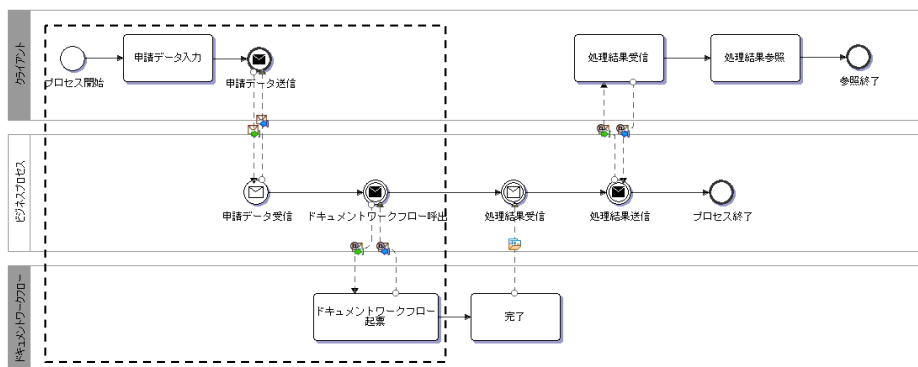 クライアント
プロセス開始
申請データ入力
申請データ送信
処理結果受信
処理結果参照
参照終了
ビジネスプロセス
申請データ受信
ドキュメントワークフロー呼出
処理結果受信
処理結果送信
プロセス終了
ドキュメントワークフロー
ドキュメントワークフロー
起票
完了